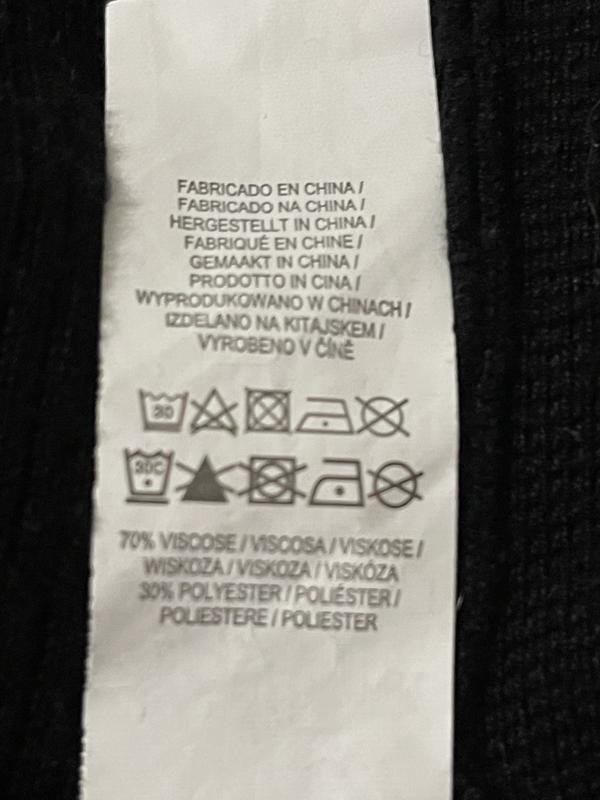 FABRICADO EN CHINA /
FABRICADO NA CHINA /
HERGESTELLT IN CHINA /
FABRIQUÉ EN CHINE /
GEMAAKT IN CHINA /
PRODOTTO IN CINA /
WYPRODUKOWANO W CHINACH /
IZDELANO NA KITAJSKEM /
VYROBENO V ČÍNĚ
30
30C
70% VISCOSE / VISCOSA / VISKOSE /
WISKOZA / VISKOZA / VISKÓZA
30% POLYESTER / POLIÉSTER /
POLIESTERE / POLIESTER